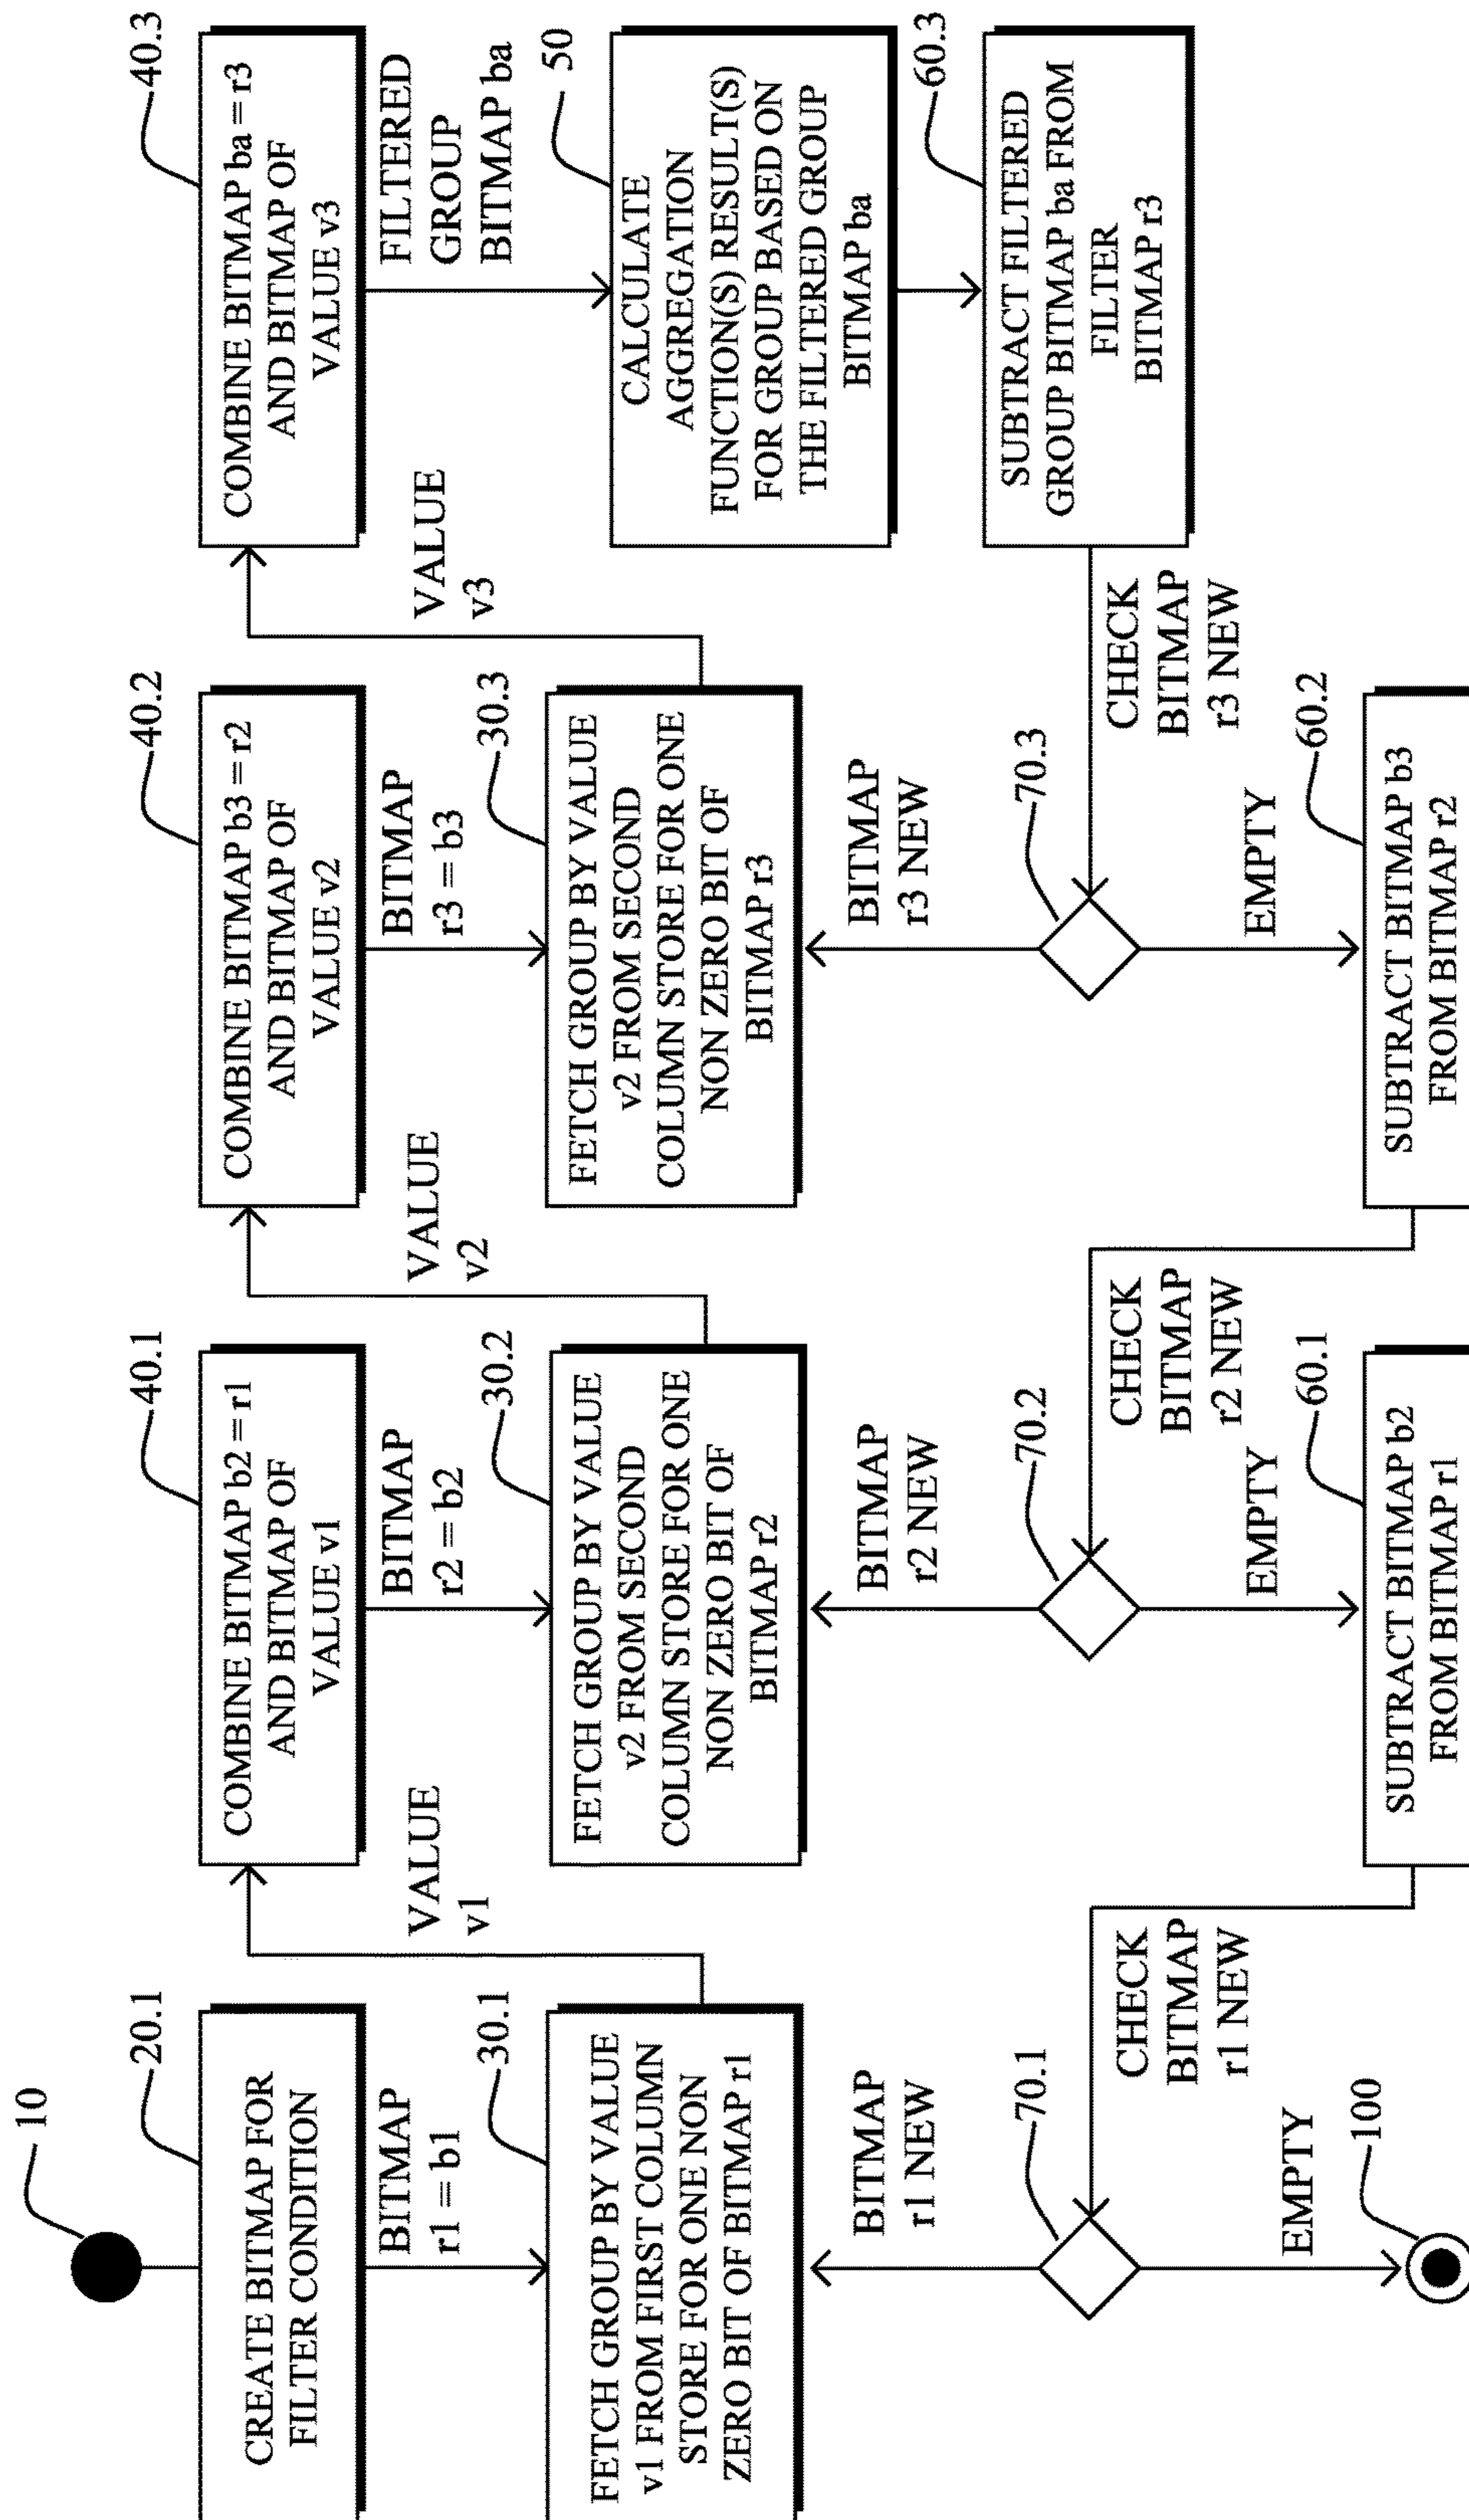 10
20.1
CREATE BITMAP FOR
FILTER CONDITION
BITMAP
r1 = b1
30.1
FETCH GROUP BY VALUE
v1 FROM FIRST COLUMN
STORE FOR ONE NON
ZERO BIT OF BITMAP r1
BITMAP
r1 NEW
70.1
CHECK
BITMAP
r1 NEW
EMPTY
100
VALUE
v1
40.1
COMBINE BITMAP b2 = r1
AND BITMAP OF
VALUE v1
BITMAP
r2 = b2
30.2
FETCH GROUP BY VALUE
v2 FROM SECOND
COLUMN STORE FOR ONE
NON ZERO BIT OF
BITMAP r2
BITMAP
r2 NEW
70.2
CHECK
BITMAP
r2 NEW
EMPTY
60.1
SUBTRACT BITMAP b2
FROM BITMAP r1
VALUE
v2
40.2
COMBINE BITMAP b3 = r2
AND BITMAP OF
VALUE v2
BITMAP
r3 = b3
30.3
FETCH GROUP BY VALUE
v2 FROM SECOND
COLUMN STORE FOR ONE
NON ZERO BIT OF
BITMAP r3
BITMAP
r3 NEW
70.3
CHECK
BITMAP
r3 NEW
EMPTY
60.2
SUBTRACT BITMAP b3
FROM BITMAP r2
VALUE
v3
40.3
COMBINE BITMAP ba = r3
AND BITMAP OF
VALUE v3
FILTERED
GROUP
BITMAP ba
50
CALCULATE
AGGREGATION
FUNCTION(S) RESULT(S)
FOR GROUP BASED ON
THE FILTERED GROUP
BITMAP ba
60.3
SUBTRACT FILTERED
GROUP BITMAP ba FROM
FILTER
BITMAP r3